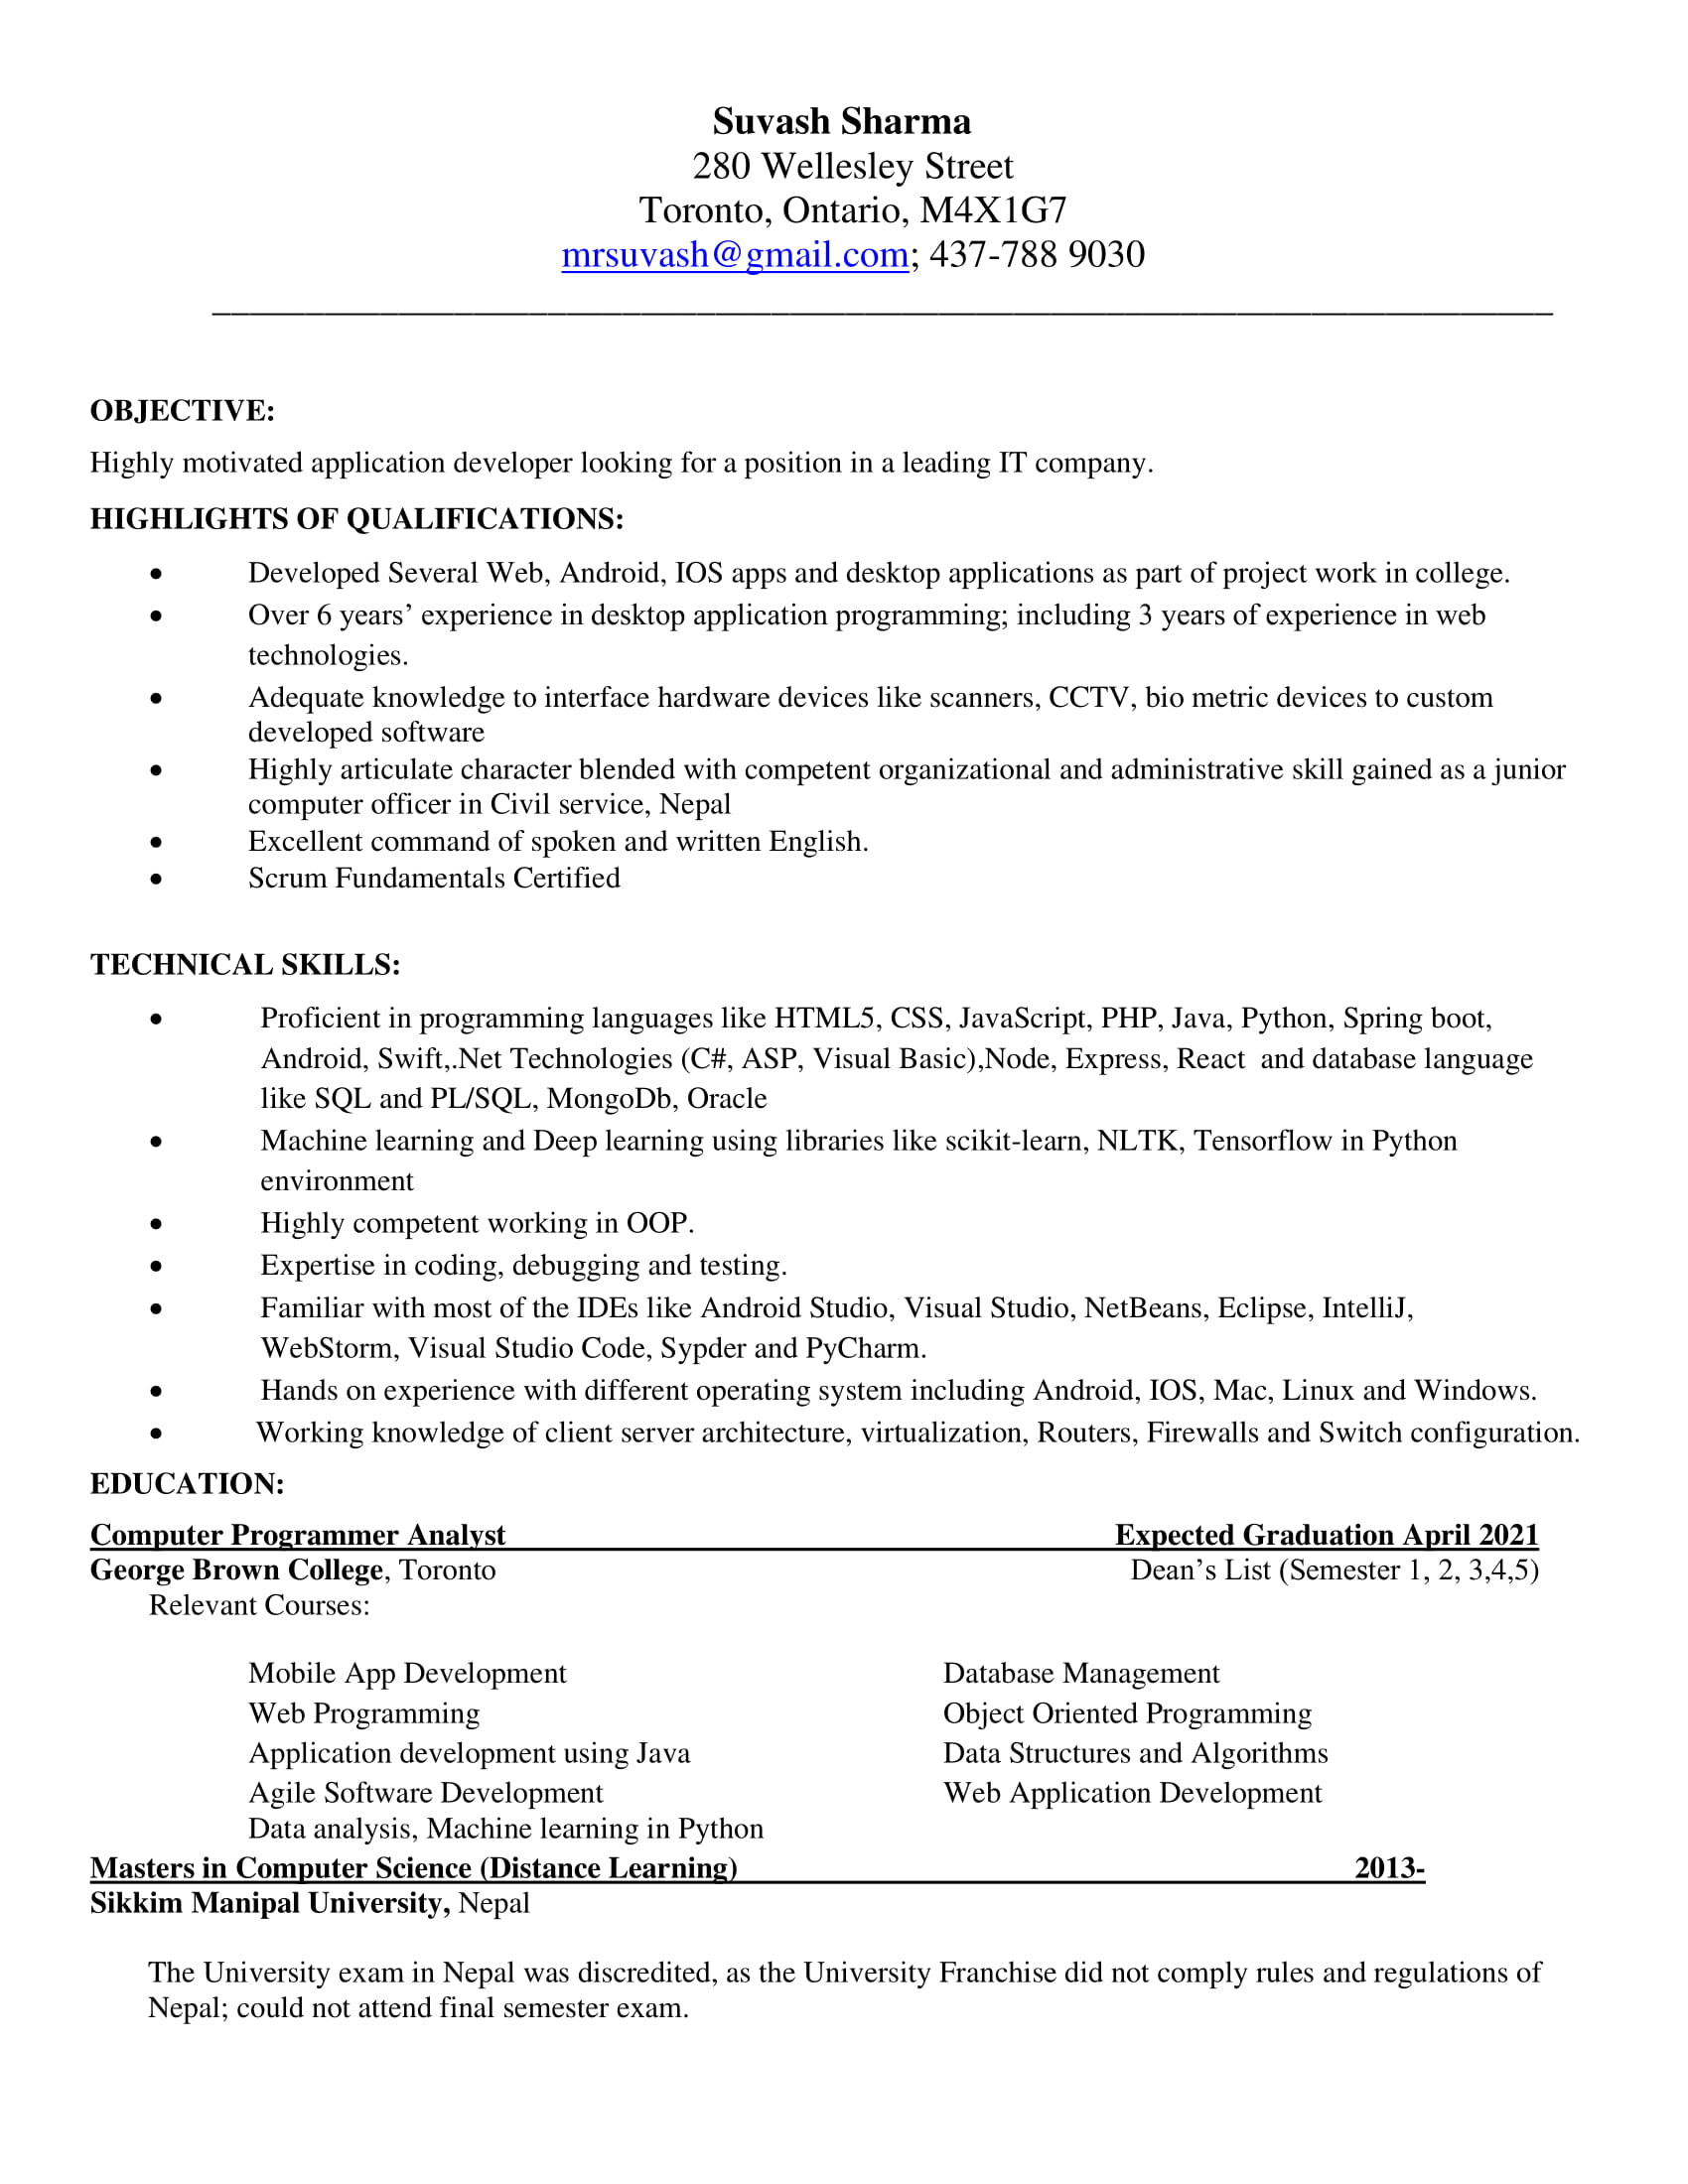 Suvash Sharma
280 Wellesley Street
Toronto, Ontario, M4X1G7
mrsuvash@gmail.com; 437-788 9030
OBJECTIVE:
Highly motivated application developer looking for a position in a leading IT company.
HIGHLIGHTS OF QUALIFICATIONS:
• Developed Several Web, Android, IOS apps and desktop applications as part of project work in college.
• Over 6 years’ experience in desktop application programming; including 3 years of experience in web
technologies.
• Adequate knowledge to interface hardware devices like scanners, CCTV, bio metric devices to custom
developed software
• Highly articulate character blended with competent organizational and administrative skill gained as a junior
computer officer in Civil service, Nepal
• Excellent command of spoken and written English.
• Scrum Fundamentals Certified
TECHNICAL SKILLS:
• Proficient in programming languages like HTML5, CSS, JavaScript, PHP, Java, Python, Spring boot,
Android, Swift,.Net Technologies (C#, ASP, Visual Basic),Node, Express, React and database language
like SQL and PL/SQL, MongoDb, Oracle
• Machine learning and Deep learning using libraries like scikit-learn, NLTK, Tensorflow in Python
environment
• Highly competent working in OOP.
• Expertise in coding, debugging and testing.
• Familiar with most of the IDEs like Android Studio, Visual Studio, NetBeans, Eclipse, IntelliJ,
WebStorm, Visual Studio Code, Sypder and PyCharm.
• Hands on experience with different operating system including Android, IOS, Mac, Linux and Windows.
• Working knowledge of client server architecture, virtualization, Routers, Firewalls and Switch configuration.
EDUCATION:
Computer Programmer Analyst Expected Graduation April 2021
George Brown College, Toronto Dean’s List (Semester 1, 2, 3,4,5)
Relevant Courses:
Mobile App Development Database Management
Web Programming Object Oriented Programming
Application development using Java Data Structures and Algorithms
Agile Software Development Web Application Development
Data analysis, Machine learning in Python
Masters in Computer Science (Distance Learning) 2013-
Sikkim Manipal University, Nepal
The University exam in Nepal was discredited, as the University Franchise did not comply rules and regulations of
Nepal; could not attend final semester exam.